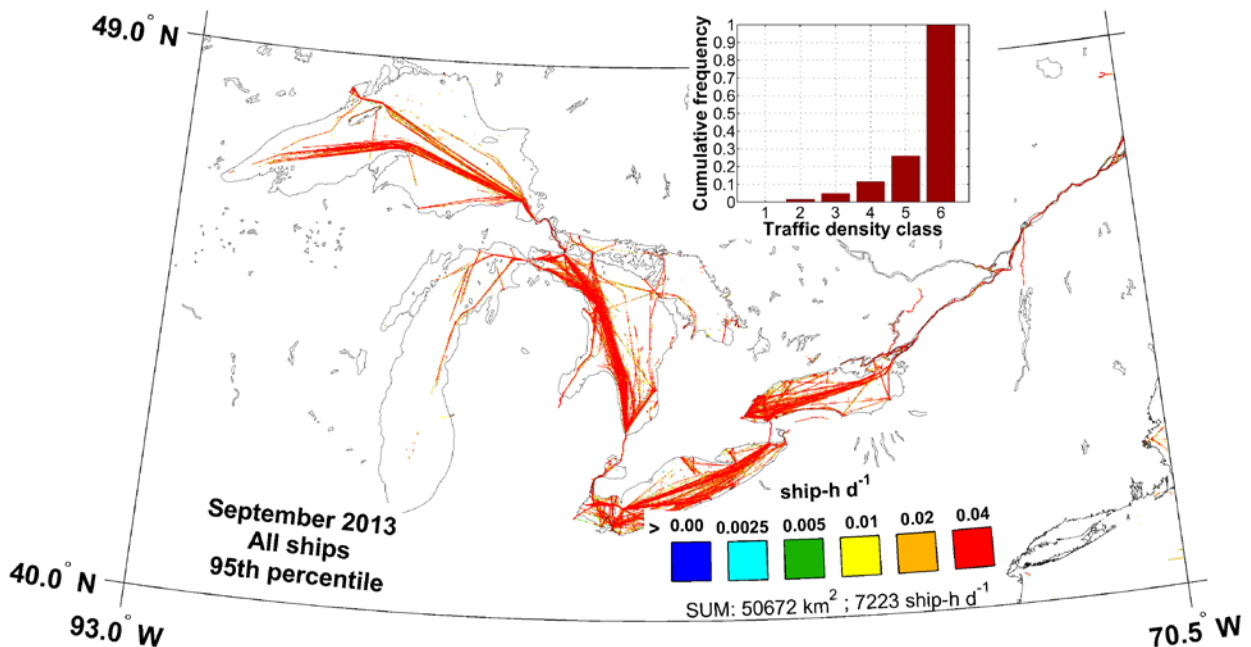 49.0° N
1
0.9
0.8
0.7
0.6
0.5
0.4
0.3
0.2
0.1
0
Cumulative frequency
1 2 3 4 5 6
Traffic density class
September 2013
All ships
95th percentile
ship-h d⁻¹
> 0.00 0.0025 0.005 0.01 0.02 0.04
SUM: 50672 km² ; 7223 ship-h d⁻¹
40.0° N
93.0° W
70.5° W